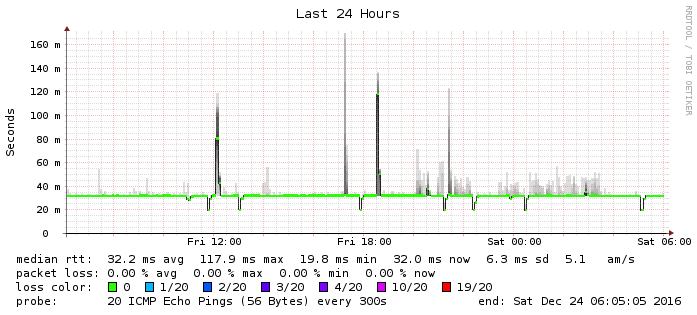 Last 24 Hours
RRDTOOL / TOBI OETIKER
Seconds
160 m
140 m
120 m
100 m
80 m
60 m
40 m
20 m
0
Fri 12:00 Fri 18:00 Sat 00:00 Sat 06:00
median rtt: 32.2 ms avg 117.9 ms max 19.8 ms min 32.0 ms now 6.3 ms sd 5.1 am/s
packet loss: 0.00 % avg 0.00 % max 0.00 % min 0.00 % now
loss color: 0 1/20 2/20 3/20 4/20 10/20 19/20
probe: 20 ICMP Echo Pings (56 Bytes) every 300s end: Sat Dec 24 06:05:05 2016